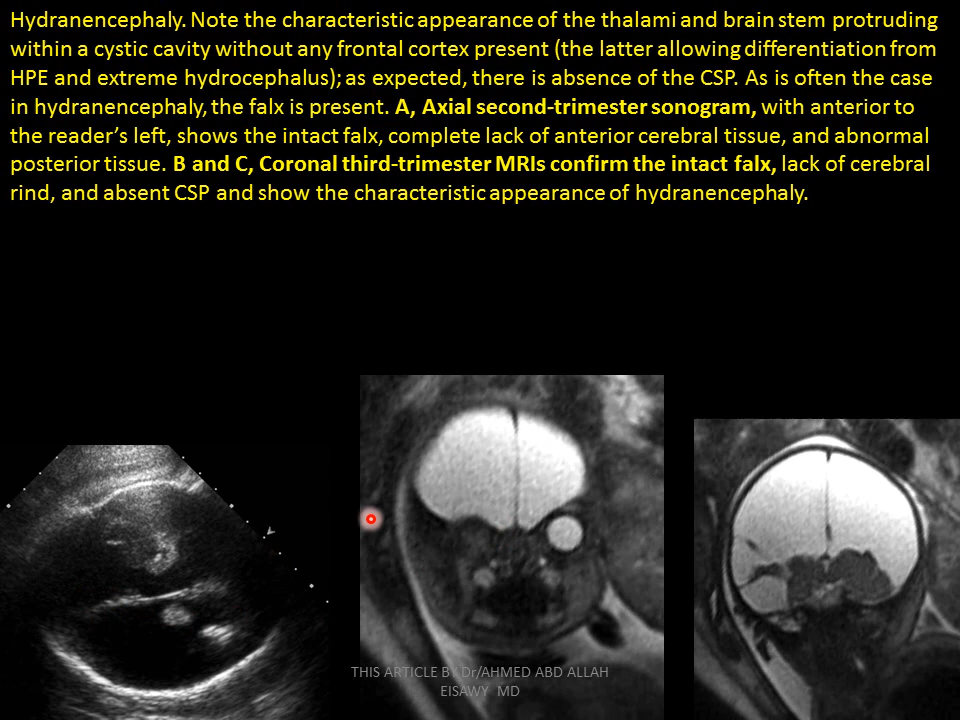 Hydranencephaly. Note the characteristic appearance of the thalami and brain stem protruding
within a cystic cavity without any frontal cortex present (the latter allowing differentiation from
HPE and extreme hydrocephalus); as expected, there is absence of the CSP. As is often the case
in hydranencephaly, the falx is present. A, Axial second-trimester sonogram, with anterior to
the reader’s left, shows the intact falx, complete lack of anterior cerebral tissue, and abnormal
posterior tissue. B and C, Coronal third-trimester MRIs confirm the intact falx, lack of cerebral
rind, and absent CSP and show the characteristic appearance of hydranencephaly.
THIS ARTICLE BY Dr/AHMED ABD ALLAH
EISAWY MD